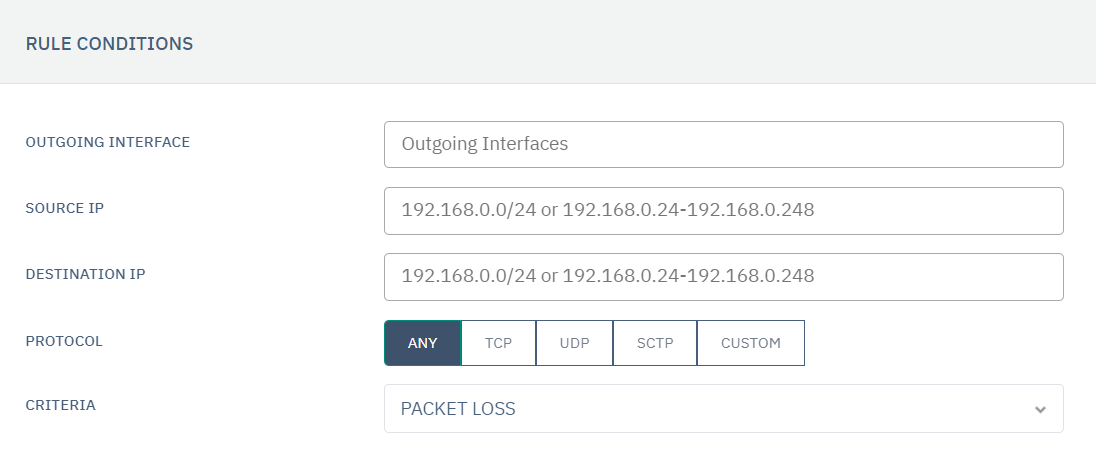 RULE CONDITIONS
OUTGOING INTERFACE
Outgoing Interfaces
SOURCE IP
192.168.0.0/24 or 192.168.0.24-192.168.0.248
DESTINATION IP
192.168.0.0/24 or 192.168.0.24-192.168.0.248
PROTOCOL
ANY TCP UDP SCTP CUSTOM
CRITERIA
PACKET LOSS